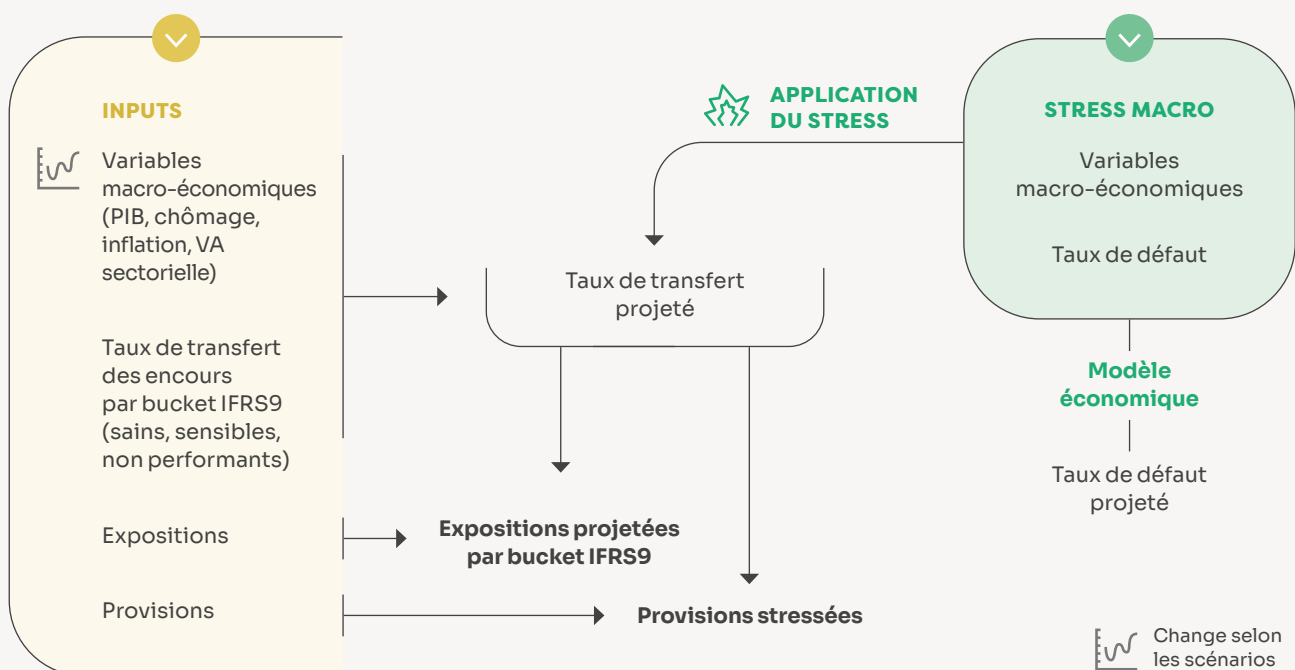 INPUTS
Variables
macro-économiques
(PIB, chômage,
inflation, VA
sectorielle)
Taux de transfert
des encours
par bucket IFRS9
(sains, sensibles,
non performants)
Expositions
Provisions
APPLICATION
DU STRESS
Taux de transfert
projeté
Expositions projetées
par bucket IFRS9
Provisions stressées
STRESS MACRO
Variables
macro-économiques
Taux de défaut
Modèle
économique
Taux de défaut
projeté
Change selon
les scénarios